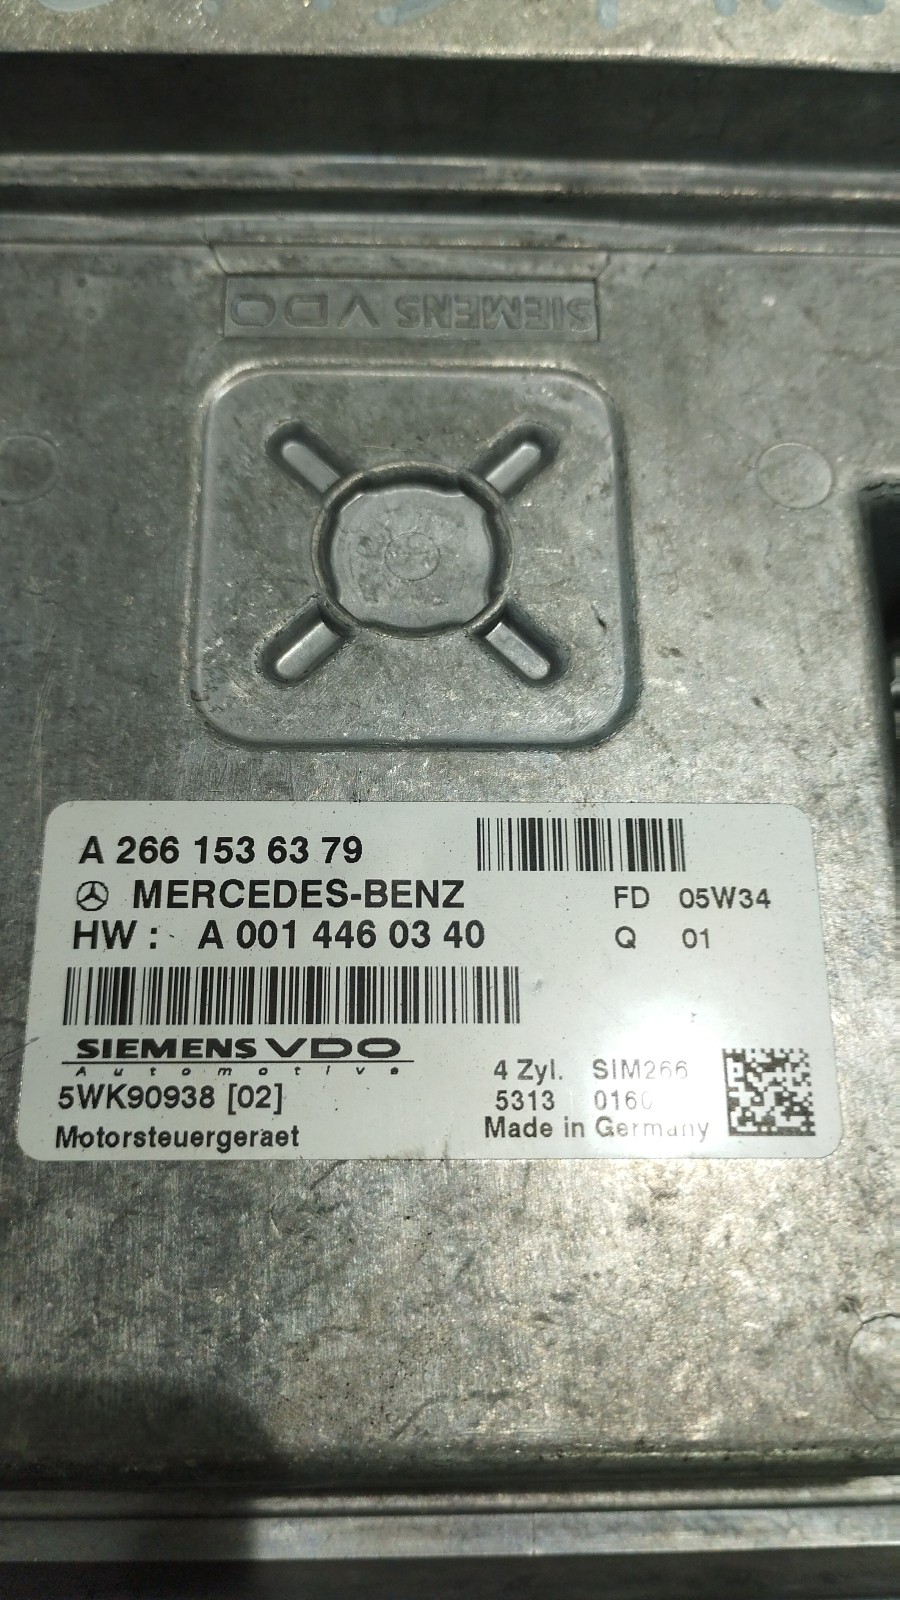 SIEMENS VDO
A 266 153 63 79
MERCEDES-BENZ
FD 05W34
HW : A 001 446 03 40
Q 01
SIEMENS VDO
Automotive
4 Zyl. SIM266
5WK90938 [02]
5313
Made in Germany
Motorsteuergeraet